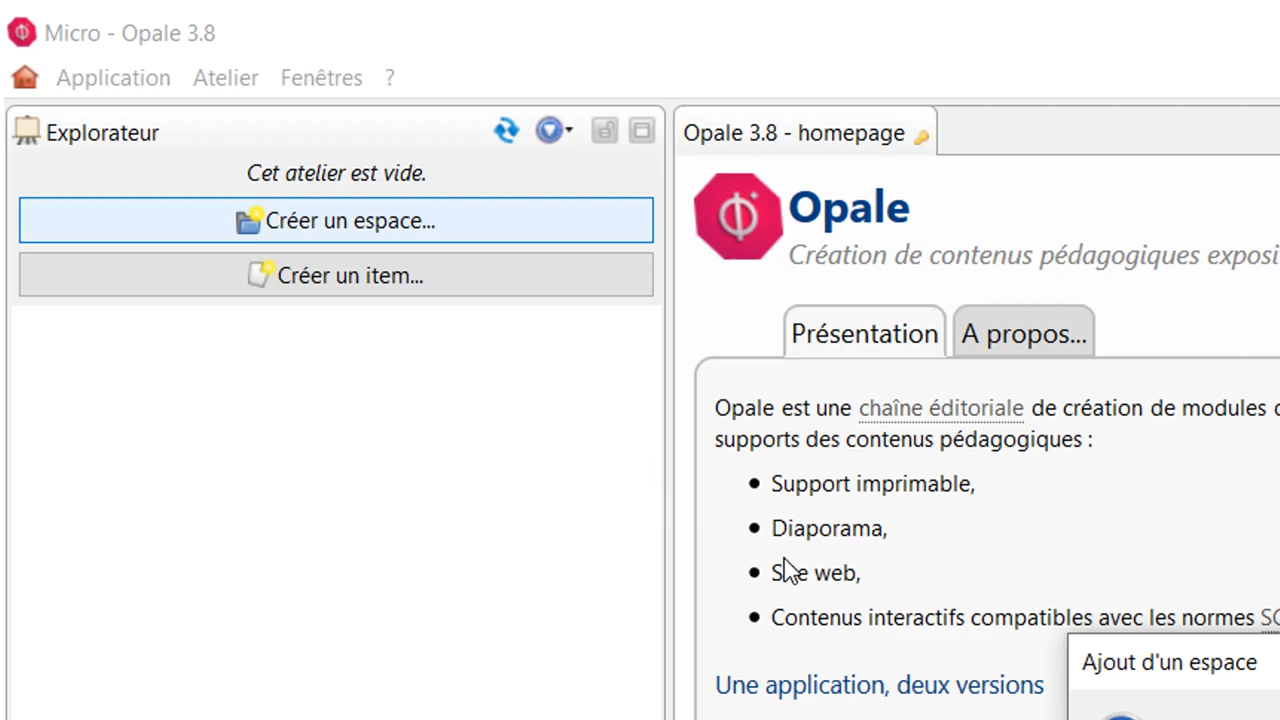 Micro - Opale 3.8
Application Atelier Fenêtres ?
Explorateur
Cet atelier est vide.
Créer un espace...
Créer un item...
Opale 3.8 - homepage
Opale
Création de contenus pédagogiques
Présentation A propos...
Opale est une chaîne éditoriale de création de modules
supports des contenus pédagogiques :
Support imprimable,
Diaporama,
web,
Contenus interactifs compatibles avec les normes
Une application, deux versions
Ajout d'un espace